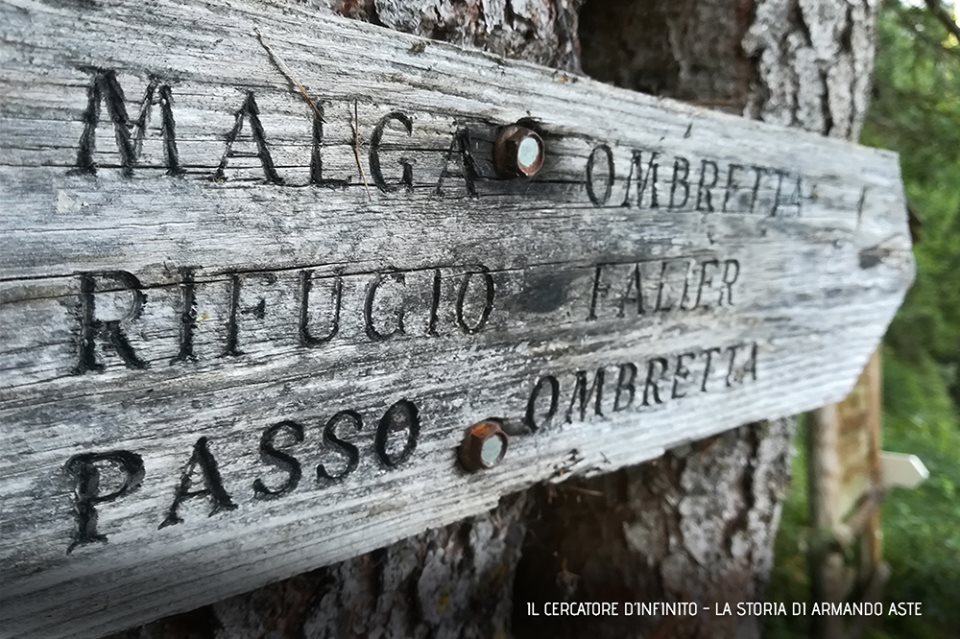 MALGA OMBRETTA
RIFUGIO FALIER
PASSO OMBRETTA
IL CERCATORE D'INFINITO - LA STORIA DI ARMANDO ASTE